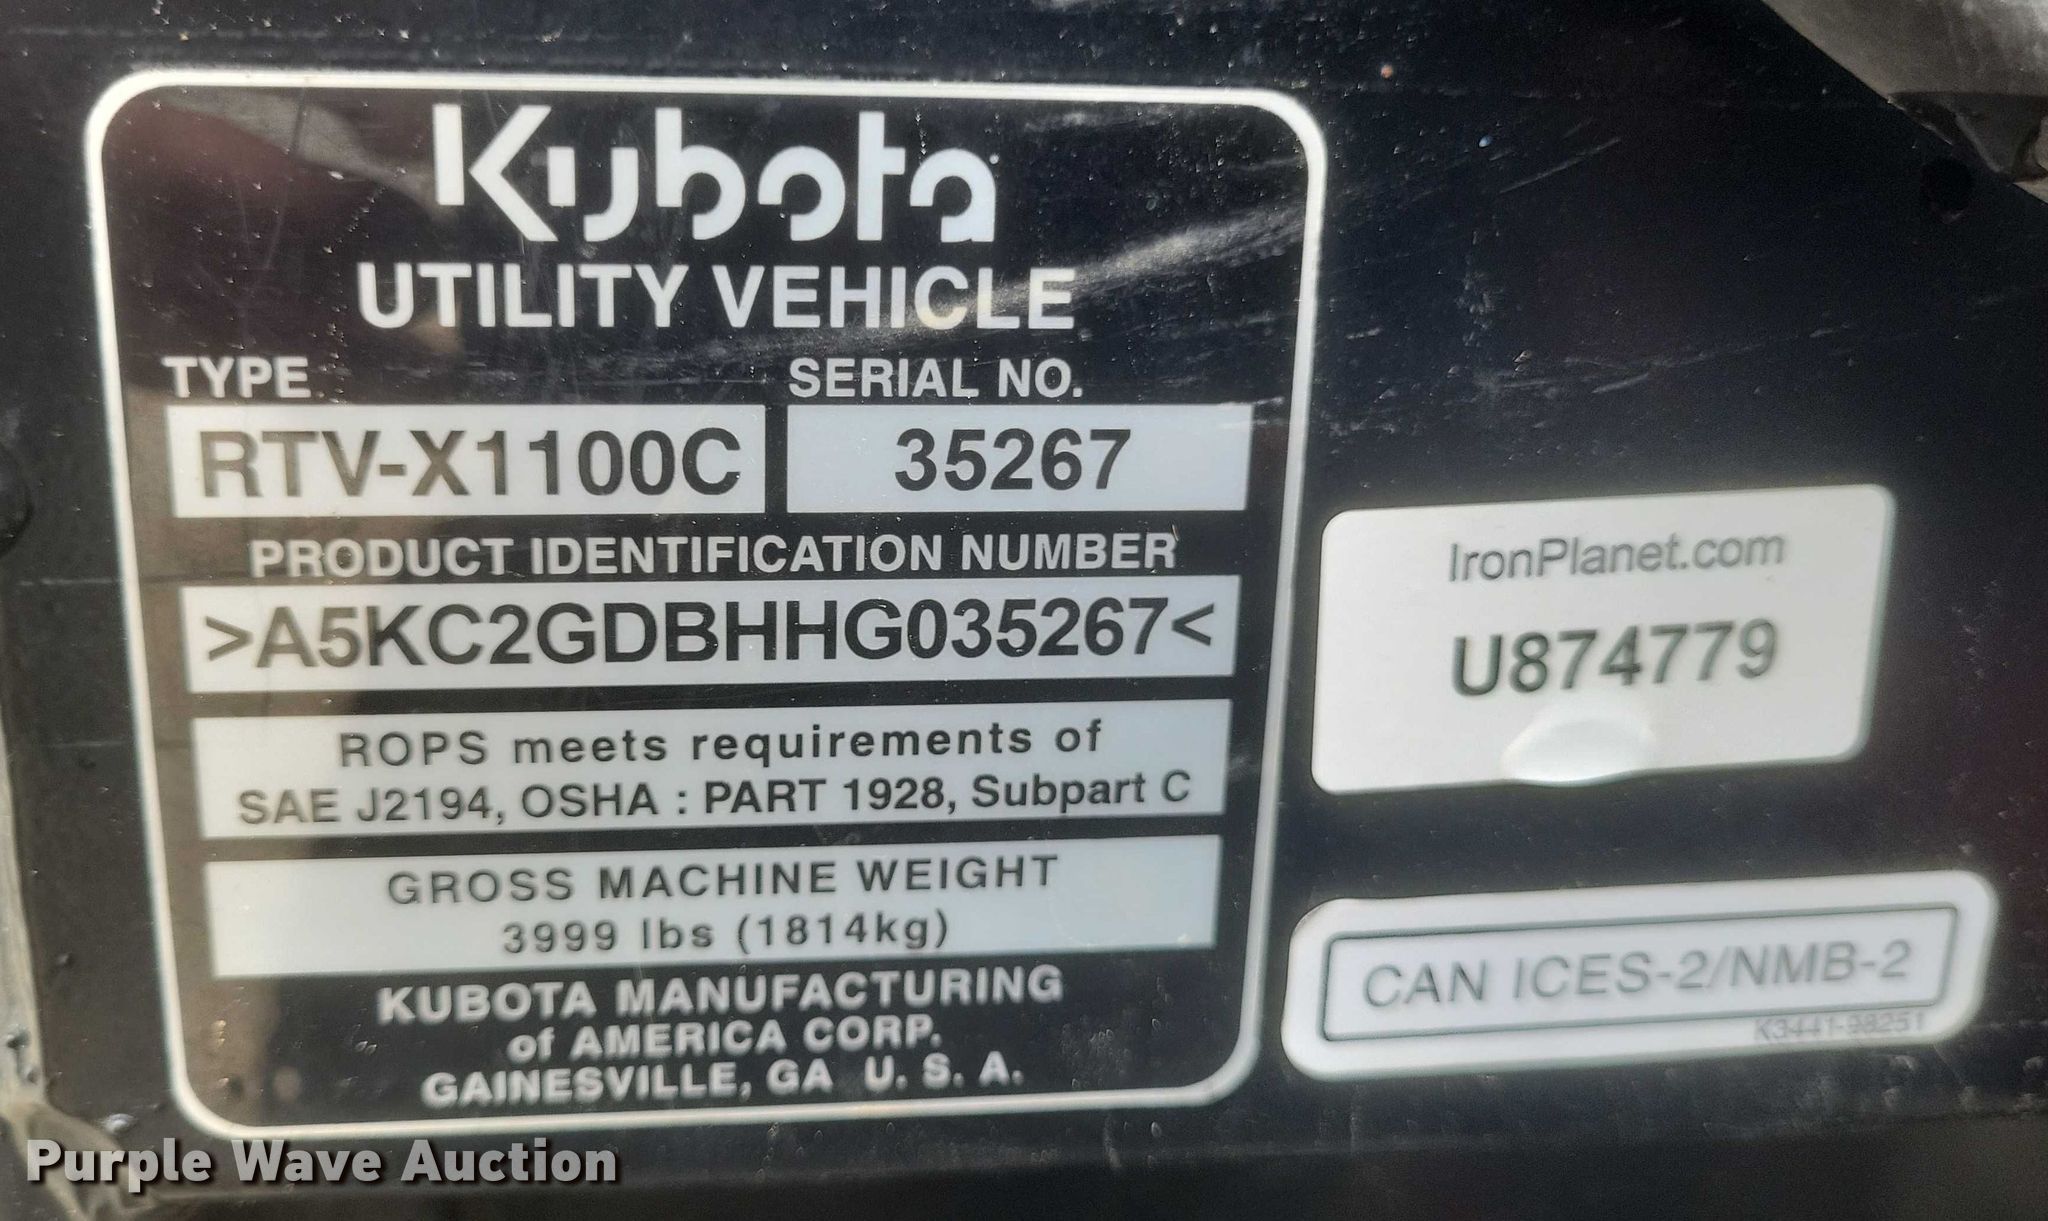 Kubota
UTILITY VEHICLE
TYPE
SERIAL NO.
RTV-X1100C
35267
PRODUCT IDENTIFICATION NUMBER
>A5KC2GDBHHG035267<
ROPS meets requirements of
SAE J2194, OSHA : PART 1928, Subpart C
GROSS MACHINE WEIGHT
3999 lbs (1814kg)
KUBOTA MANUFACTURING
of AMERICA CORP.
GAINESVILLE, GA U. S. A.
IronPlanet.com
U874779
CAN ICES-2/NMB-2
K3441-98251
Purple Wave Auction